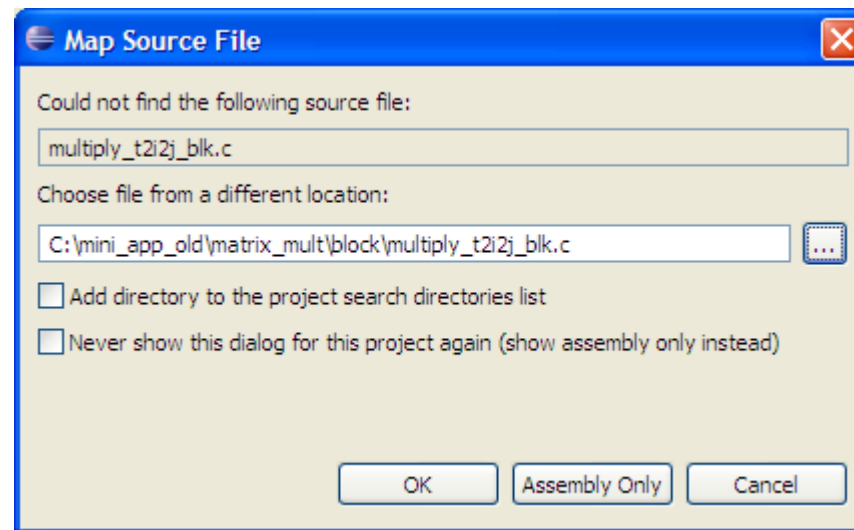 Map Source File
Could not find the following source file:
multiply_t2i2j_blk.c
Choose file from a different location:
C:\mini_app_old\matrix_mult\block\multiply_t2i2j_blk.c
...
Add directory to the project search directories list
Never show this dialog for this project again (show assembly only instead)
OK Assembly Only Cancel